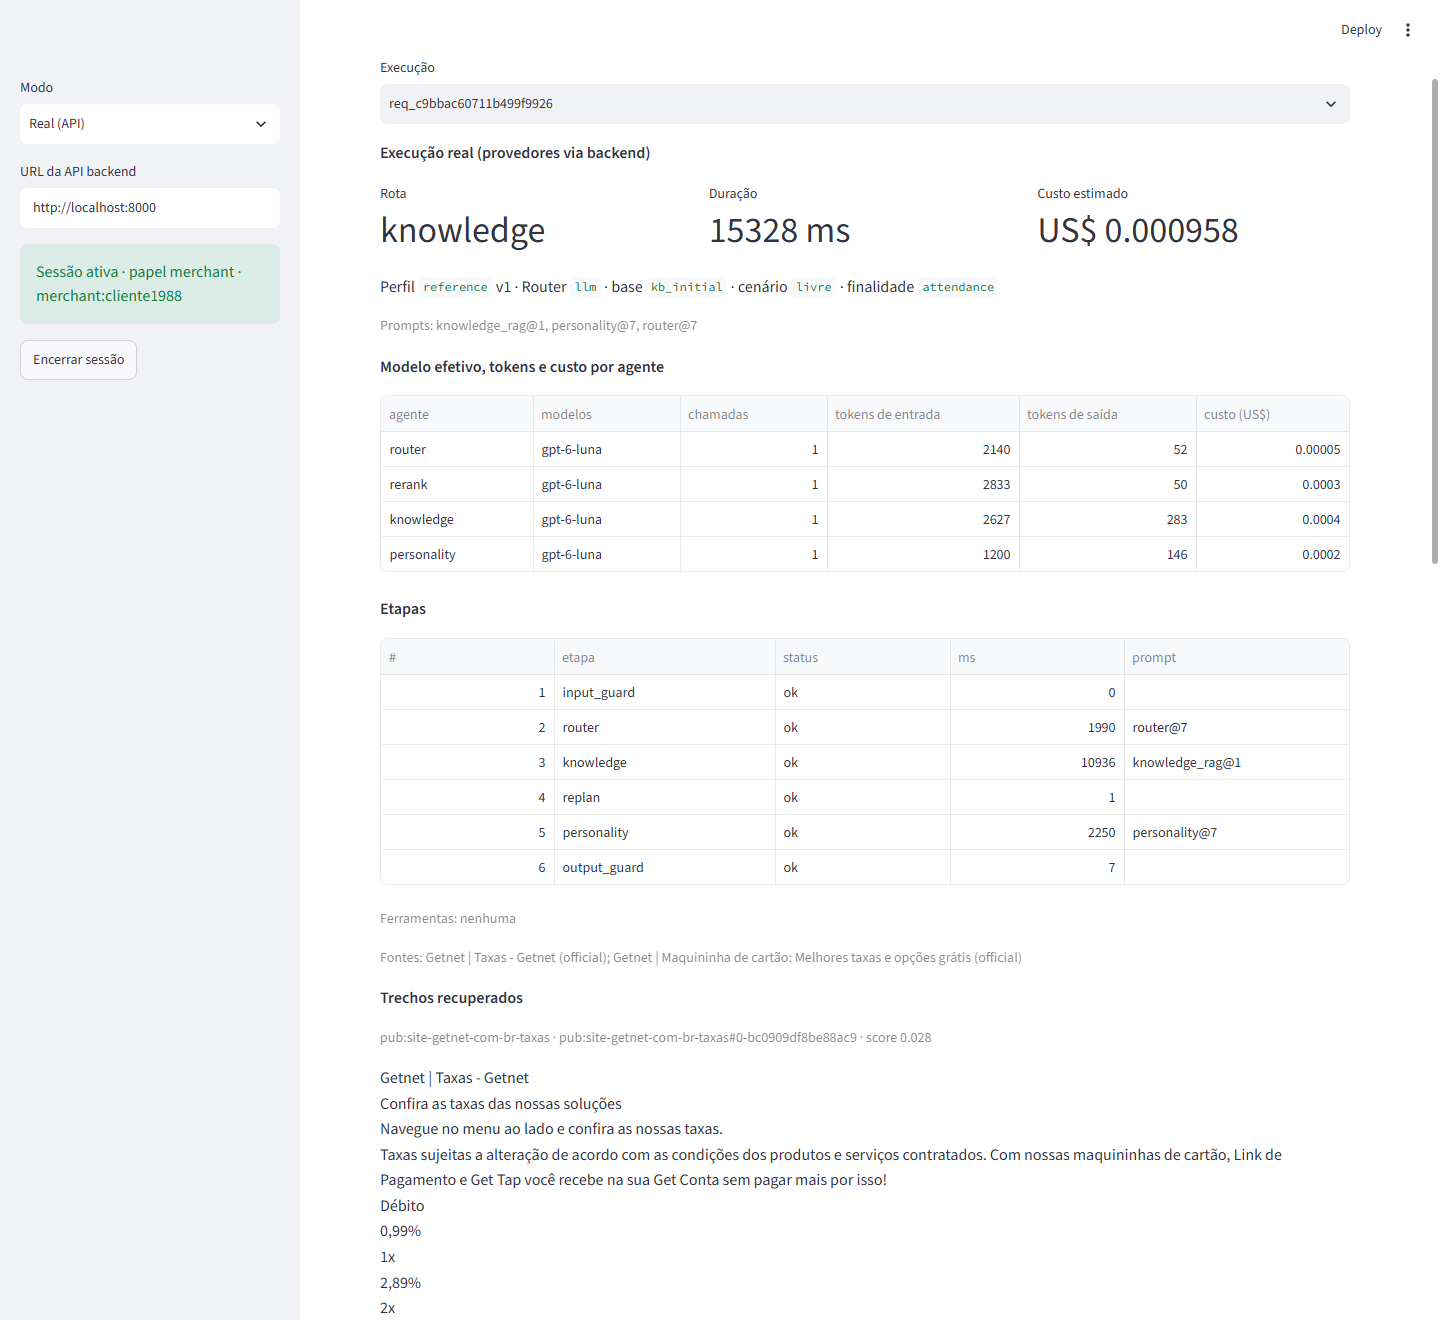 Deploy
Modo
Real (API)
URL da API backend
http://localhost:8000
Sessão ativa · papel merchant ·
merchant:cliente1988
Encerrar sessão
Execução
req_c9bbac60711b499f9926
Execução real (provedores via backend)
Rota Duração Custo estimado
knowledge 15328 ms US$ 0.000958
Perfil reference v1 · Router llm · base kb_initial · cenário livre · finalidade attendance
Prompts: knowledge_rag@1, personality@7, router@7
Modelo efetivo, tokens e custo por agente
agente modelos chamadas tokens de entrada tokens de saída custo (US$)
router gpt-6-luna 1 2140 52 0.00005
rerank gpt-6-luna 1 2833 50 0.0003
knowledge gpt-6-luna 1 2627 283 0.0004
personality gpt-6-luna 1 1200 146 0.0002
Etapas
# etapa status ms prompt
1 input_guard ok 0
2 router ok 1990 router@7
3 knowledge ok 10936 knowledge_rag@1
4 replan ok 1
5 personality ok 2250 personality@7
6 output_guard ok 7
Ferramentas: nenhuma
Fontes: Getnet | Taxas - Getnet (official); Getnet | Maquininha de cartão: Melhores taxas e opções grátis (official)
Trechos recuperados
pub:site-getnet-com-br-taxas · pub:site-getnet-com-br-taxas#0-bc0909df8be88ac9 · score 0.028
Getnet | Taxas - Getnet
Confira as taxas das nossas soluções
Navegue no menu ao lado e confira as nossas taxas.
Taxas sujeitas a alteração de acordo com as condições dos produtos e serviços contratados. Com nossas maquininhas de cartão, Link de
Pagamento e Get Tap você recebe na sua Get Conta sem pagar mais por isso!
Débito
0,99%
1x
2,89%
2x